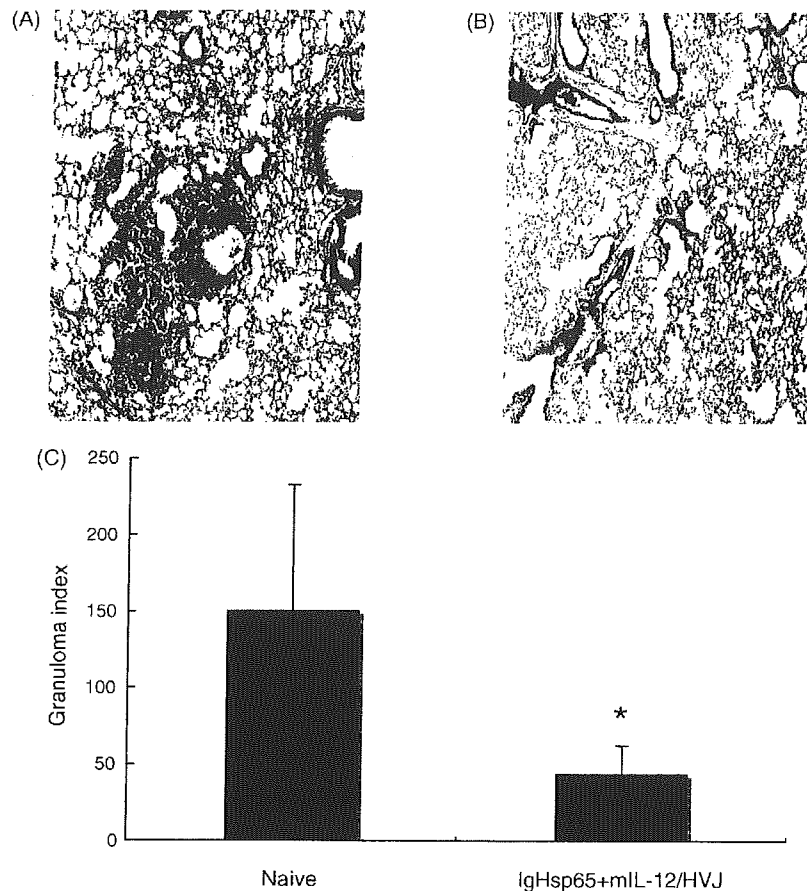 (A)
(B)
(C)
250
200
150
100
50
0
Granuloma index
*
Naive
IgHsp65+mIL-12/HVJ